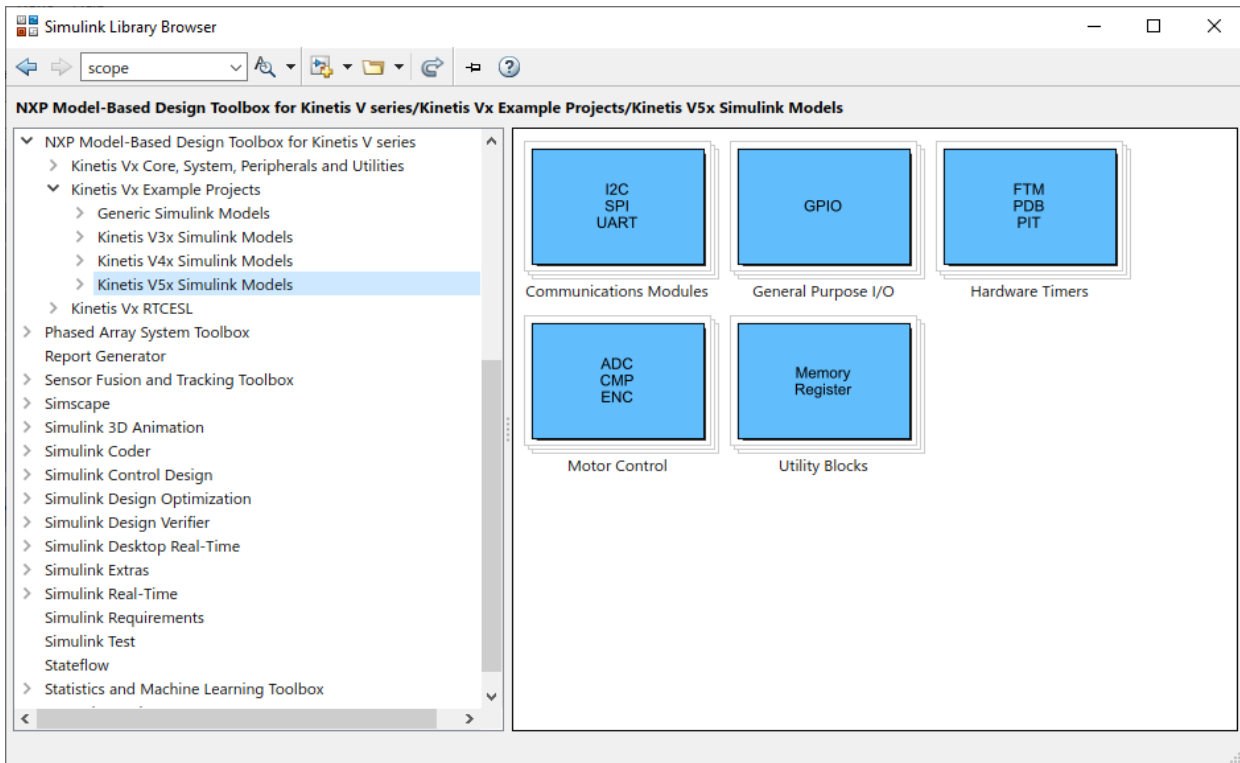 Simulink Library Browser
scope
NXP Model-Based Design Toolbox for Kinetis V series/Kinetis Vx Example Projects/Kinetis V5x Simulink Models
NXP Model-Based Design Toolbox for Kinetis V series
Kinetis Vx Core, System, Peripherals and Utilities
Kinetis Vx Example Projects
Generic Simulink Models
Kinetis V3x Simulink Models
Kinetis V4x Simulink Models
Kinetis V5x Simulink Models
Kinetis Vx RTCESL
Phased Array System Toolbox
Report Generator
Sensor Fusion and Tracking Toolbox
Simscape
Simulink 3D Animation
Simulink Coder
Simulink Control Design
Simulink Design Optimization
Simulink Design Verifier
Simulink Desktop Real-Time
Simulink Extras
Simulink Real-Time
Simulink Requirements
Simulink Test
Stateflow
Statistics and Machine Learning Toolbox
I2C
SPI
UART
Communications Modules
GPIO
General Purpose I/O
FTM
PDB
PIT
Hardware Timers
ADC
CMP
ENC
Motor Control
Memory
Register
Utility Blocks